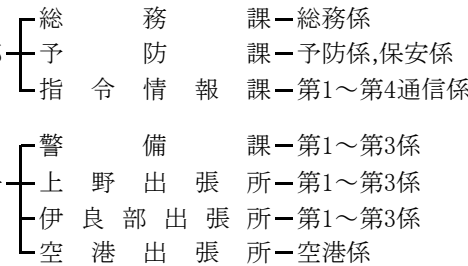 総務課 総務係
予防課 予防係,保安係
指令情報課 第1～第4通信係
警備課 第1～第3係
上野出張所 第1～第3係
伊良部出張所 第1～第3係
空港出張所 空港係